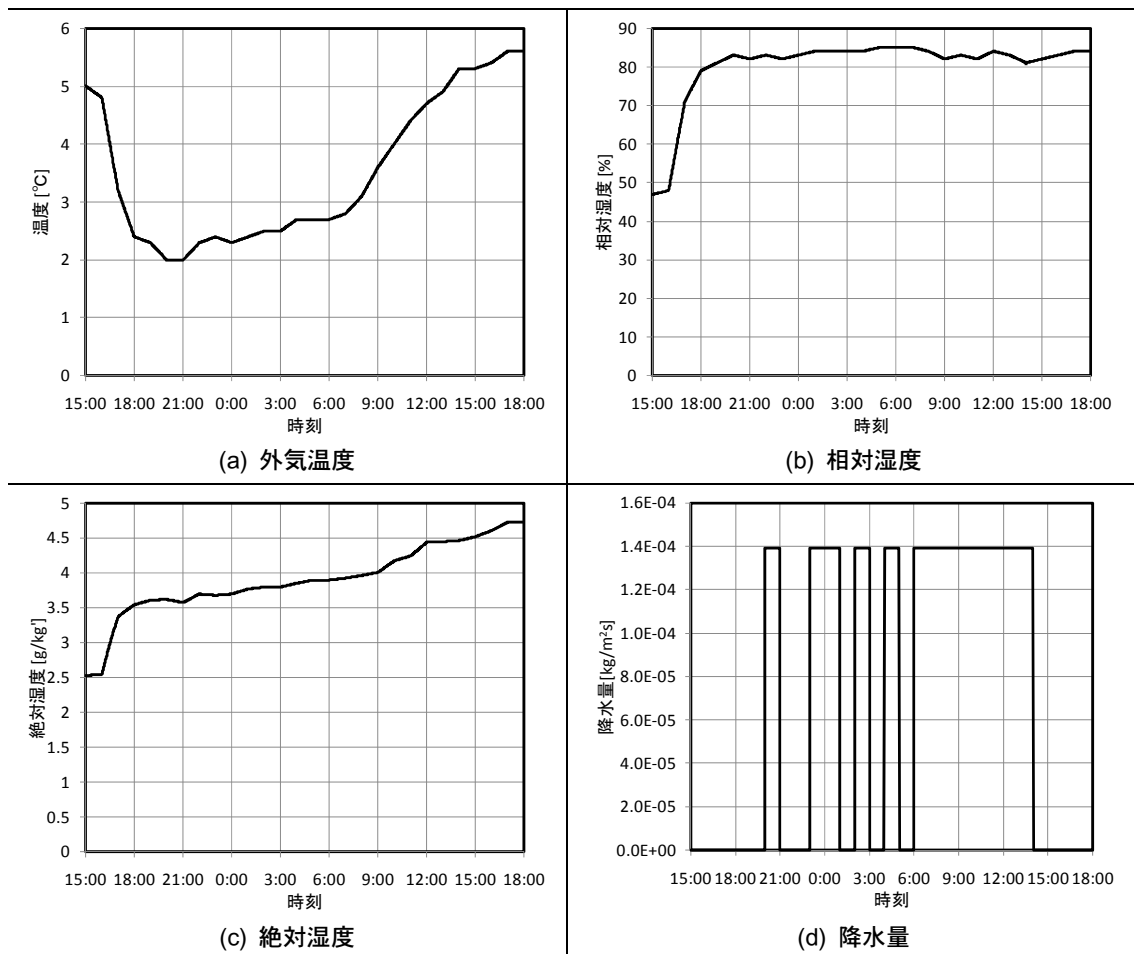 6
5
4
3
2
1
0
温度 [℃]
15:00 18:00 21:00 0:00 3:00 6:00 9:00 12:00 15:00 18:00
時刻
(a) 外気温度
90
80
70
60
50
40
30
20
10
0
相対湿度 [%]
15:00 18:00 21:00 0:00 3:00 6:00 9:00 12:00 15:00 18:00
時刻
(b) 相対湿度
5
4.5
4
3.5
3
2.5
2
1.5
1
0.5
0
絶対湿度 [g/kg']
15:00 18:00 21:00 0:00 3:00 6:00 9:00 12:00 15:00 18:00
時刻
(c) 絶対湿度
1.6E-04
1.4E-04
1.2E-04
1.0E-04
8.0E-05
6.0E-05
4.0E-05
2.0E-05
0.0E+00
降水量[kg/m²s]
15:00 18:00 21:00 0:00 3:00 6:00 9:00 12:00 15:00 18:00
時刻
(d) 降水量